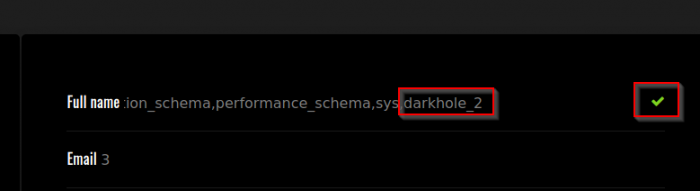 Full name :ion_schema,performance_schema,sys,darkhole_2
Email 3